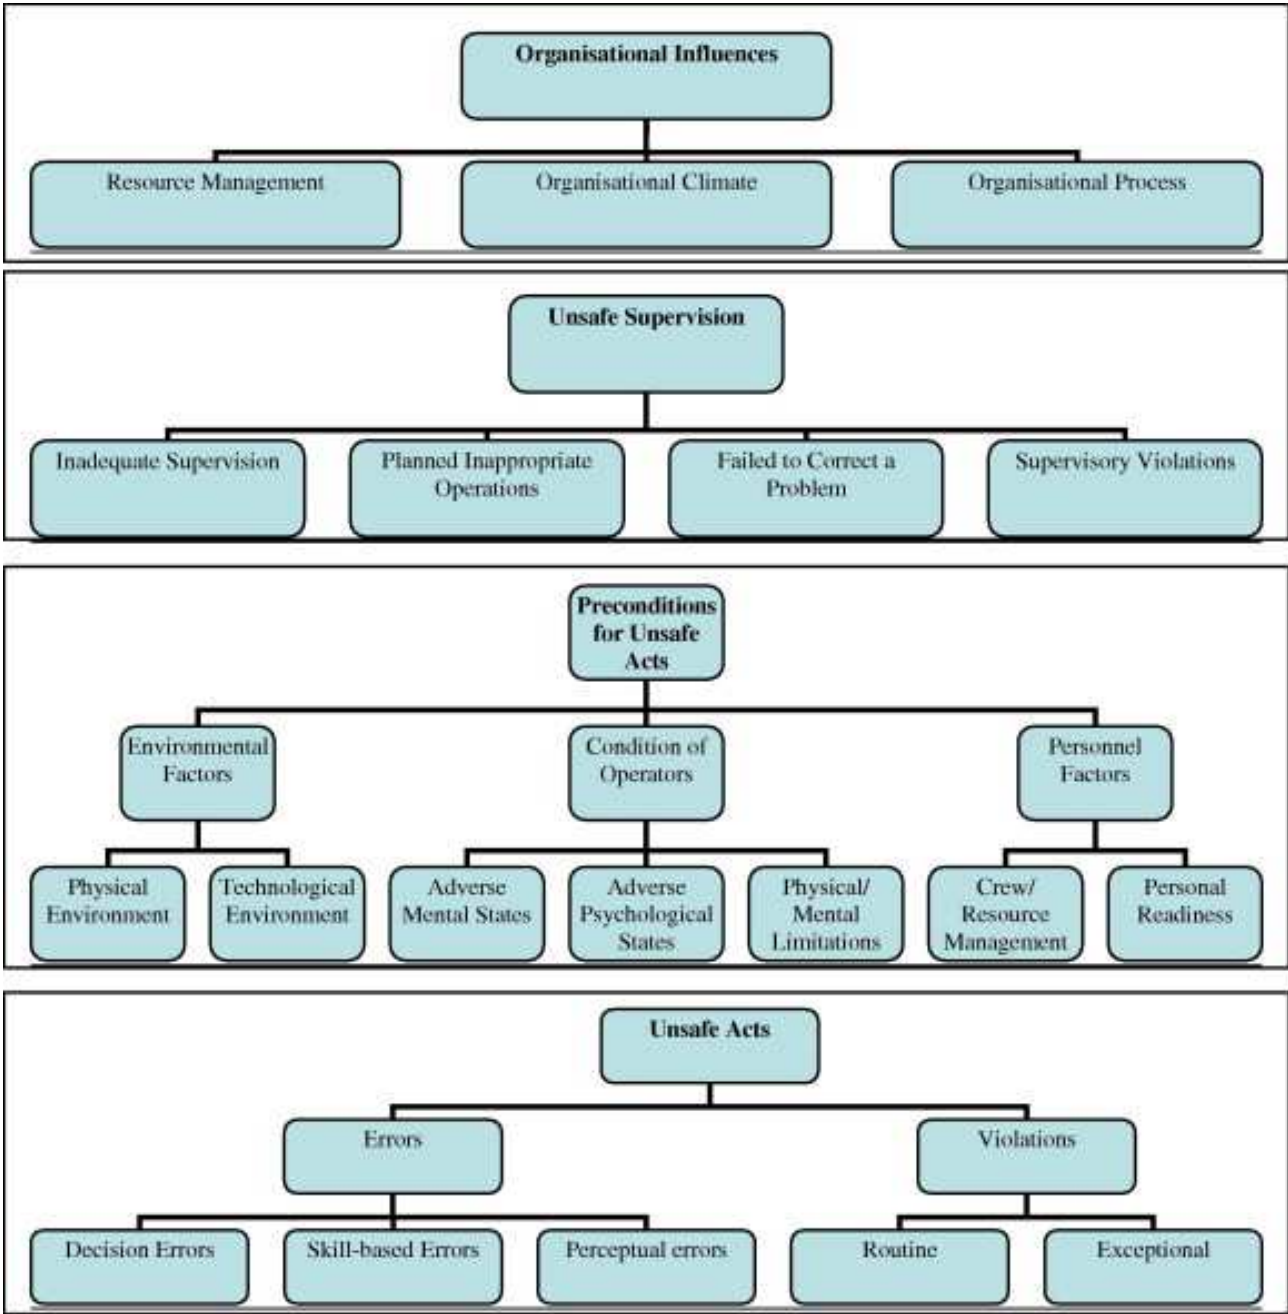 Organisational Influences
Resource Management
Organisational Climate
Organisational Process
Unsafe Supervision
Inadequate Supervision
Planned Inappropriate
Operations
Failed to Correct a
Problem
Supervisory Violations
Preconditions
for Unsafe
Acts
Environmental
Factors
Condition of
Operators
Personnel
Factors
Physical
Environment
Technological
Environment
Adverse
Mental States
Adverse
Psychological
States
Physical/
Mental
Limitations
Crew/
Resource
Management
Personal
Readiness
Unsafe Acts
Errors
Violations
Decision Errors
Skill-based Errors
Perceptual errors
Routine
Exceptional